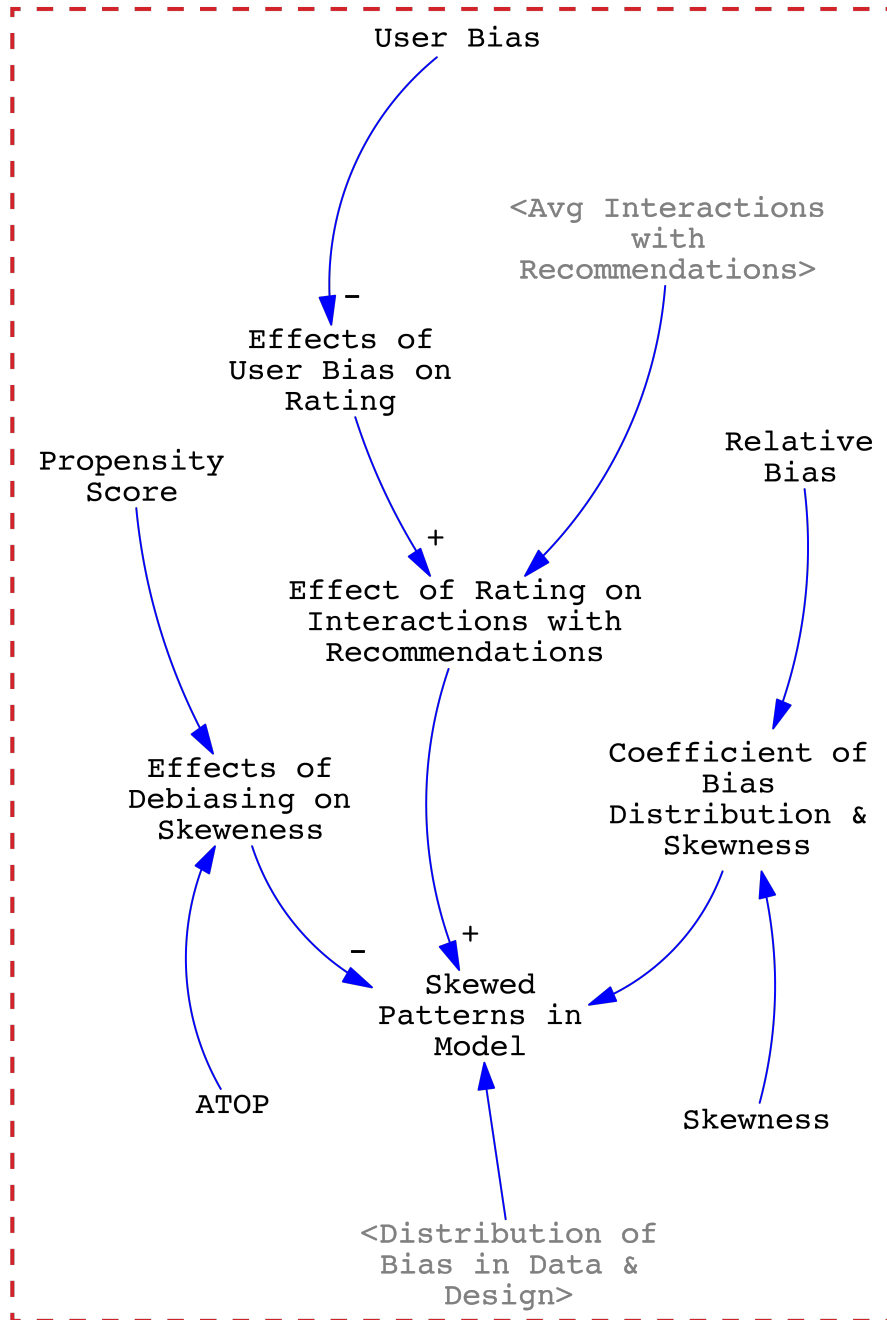 User Bias
<Avg Interactions
with
Recommendations>
-
Effects of
User Bias on
Rating
Relative
Bias
Propensity
Score
+
Effect of Rating on
Interactions with
Recommendations
Coefficient of
Bias
Distribution &
Skewness
Effects of
Debiasing on
Skeweness
-
+
Skewed
Patterns in
Model
ATOP
Skewness
<Distribution of
Bias in Data &
Design>